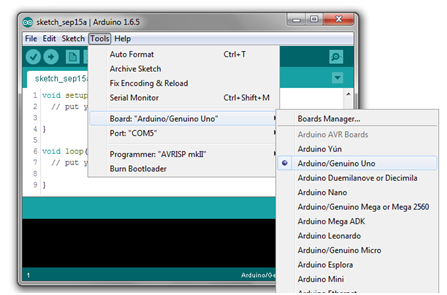 sketch_sep15a | Arduino 1.6.5
File Edit Sketch Tools Help
Auto Format Ctrl+T
Archive Sketch
Fix Encoding & Reload
Serial Monitor Ctrl+Shift+M
Board: "Arduino/Genuino Uno"
Port: "COM5"
Programmer: "AVRISP mkII"
Burn Bootloader
sketch_sep15a
1 void setup
2 // put y
3
4 }
5
6 void loop(
7 // put y
8
9 }
Boards Manager...
Arduino AVR Boards
Arduino Yún
Arduino/Genuino Uno
Arduino Duemilanove or Diecimila
Arduino Nano
Arduino/Genuino Mega or Mega 2560
Arduino Mega ADK
Arduino Leonardo
Arduino/Genuino Micro
Arduino Esplora
Arduino Mini
Arduino Ethernet
1 Arduino/Ge